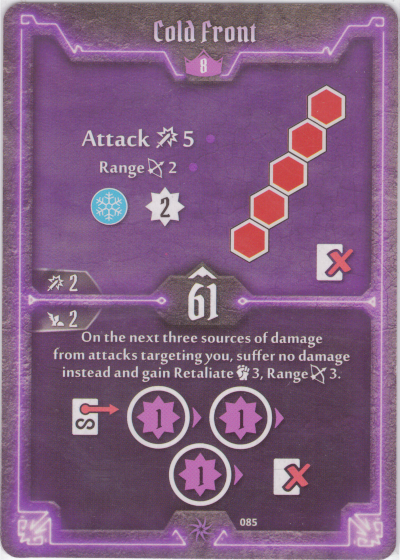 Cold Front
8
Attack 5
Range 2
2
2
61
2
On the next three sources of damage
from attacks targeting you, suffer no damage
instead and gain Retaliate 3, Range 3.
1 1
1
085